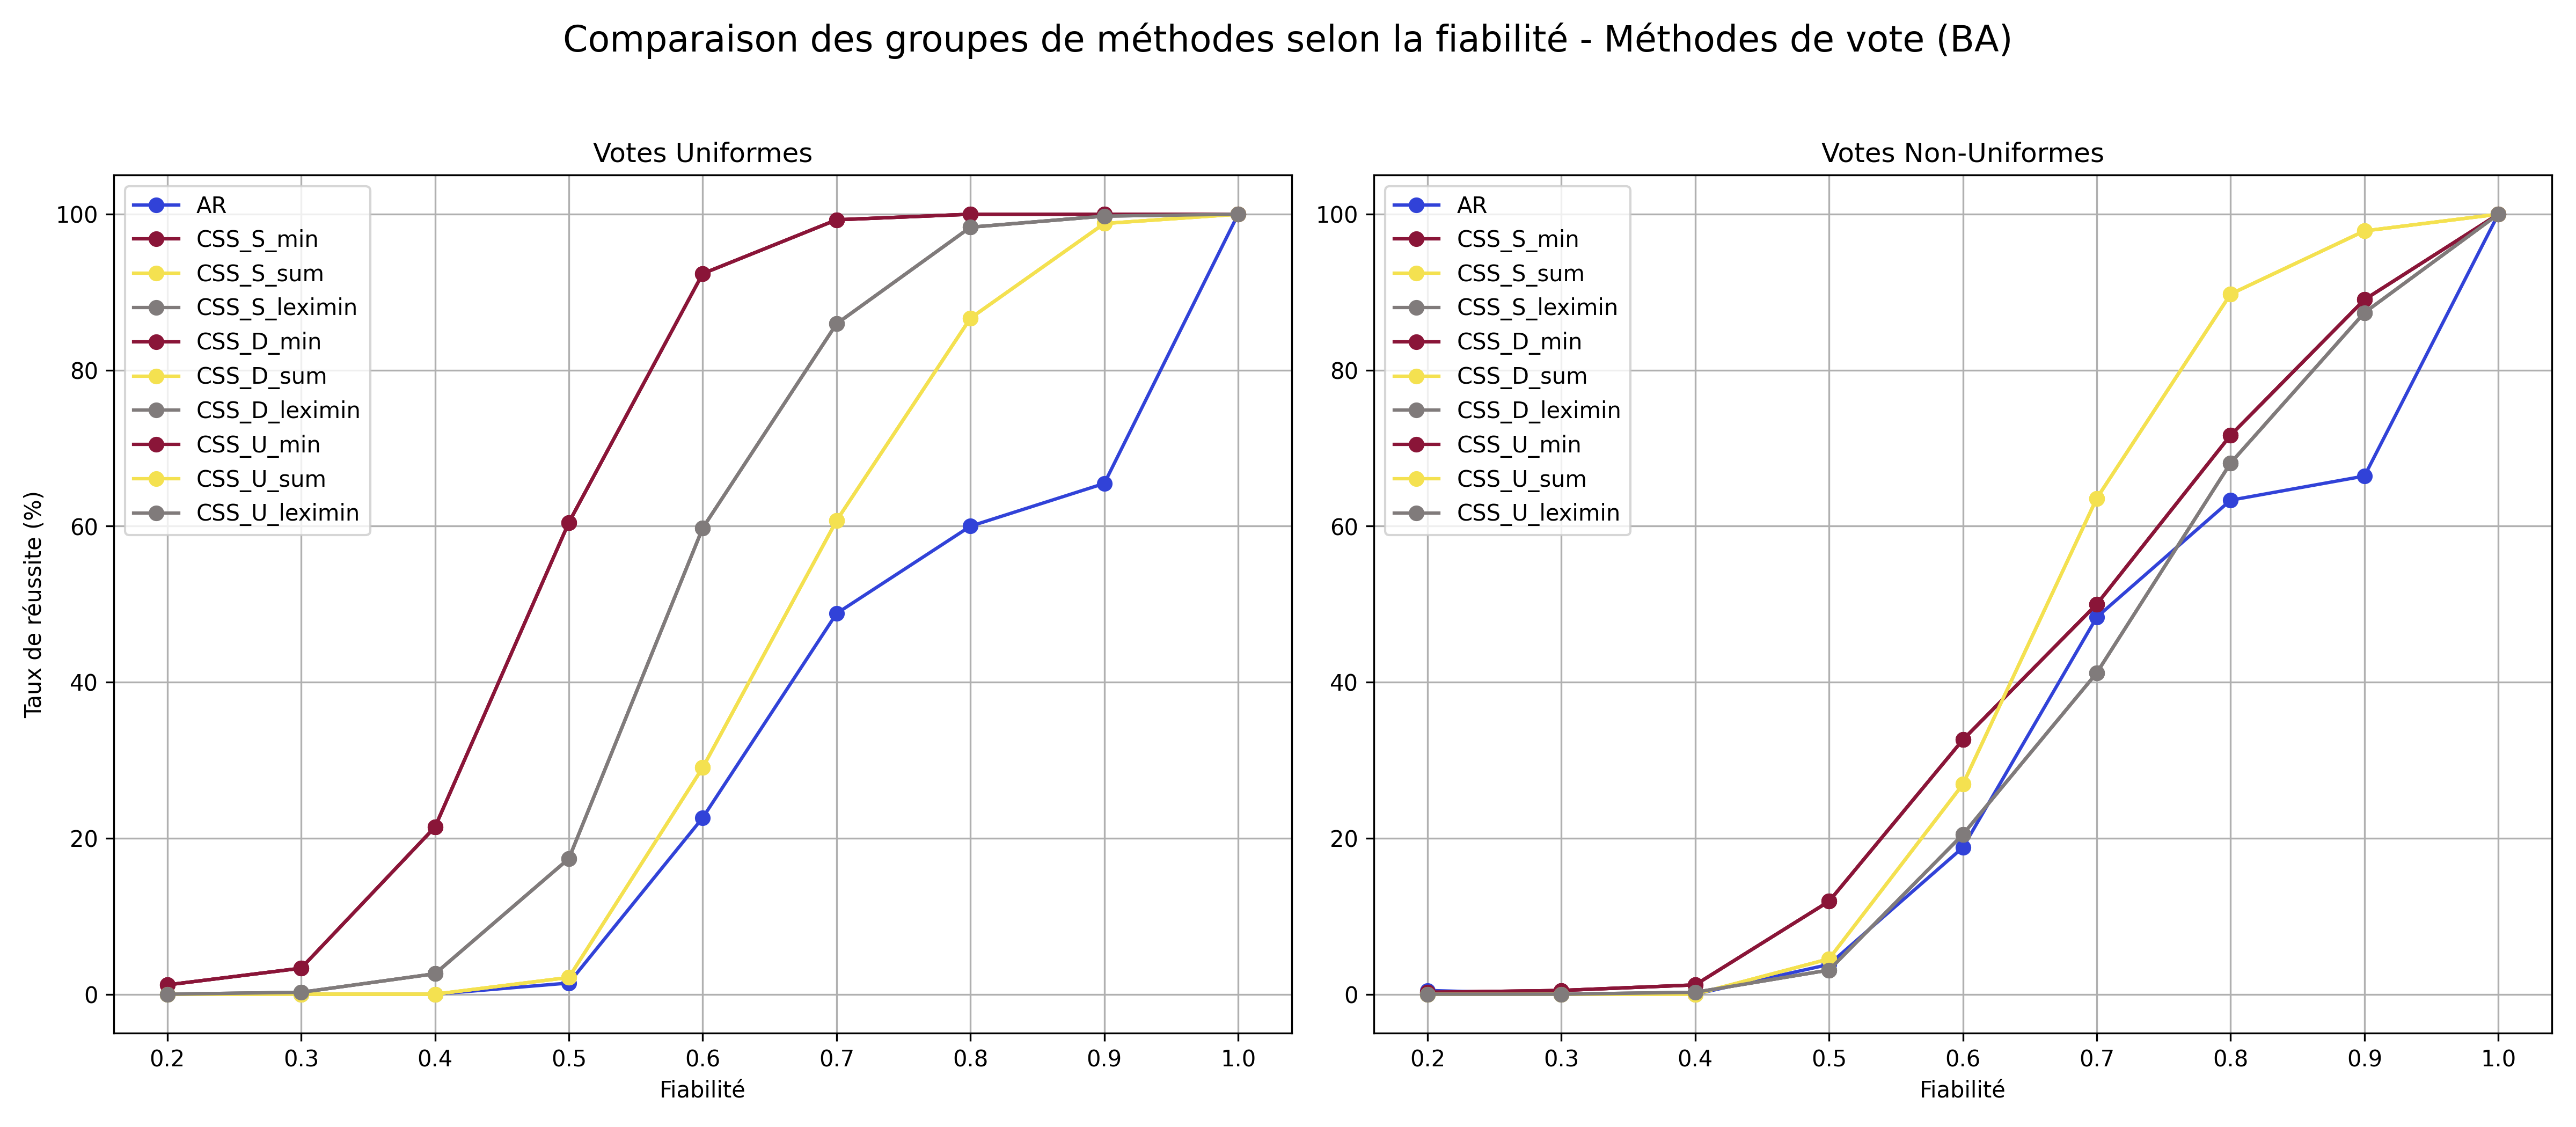 Comparaison des groupes de méthodes selon la fiabilité - Méthodes de vote (BA)
Votes Uniformes
AR
CSS_S_min
CSS_S_sum
CSS_S_leximin
CSS_D_min
CSS_D_sum
CSS_D_leximin
CSS_U_min
CSS_U_sum
CSS_U_leximin
100
80
60
40
20
0
Taux de réussite (%)
0.2 0.3 0.4 0.5 0.6 0.7 0.8 0.9 1.0
Fiabilité
Votes Non-Uniformes
AR
CSS_S_min
CSS_S_sum
CSS_S_leximin
CSS_D_min
CSS_D_sum
CSS_D_leximin
CSS_U_min
CSS_U_sum
CSS_U_leximin
100
80
60
40
20
0
0.2 0.3 0.4 0.5 0.6 0.7 0.8 0.9 1.0
Fiabilité